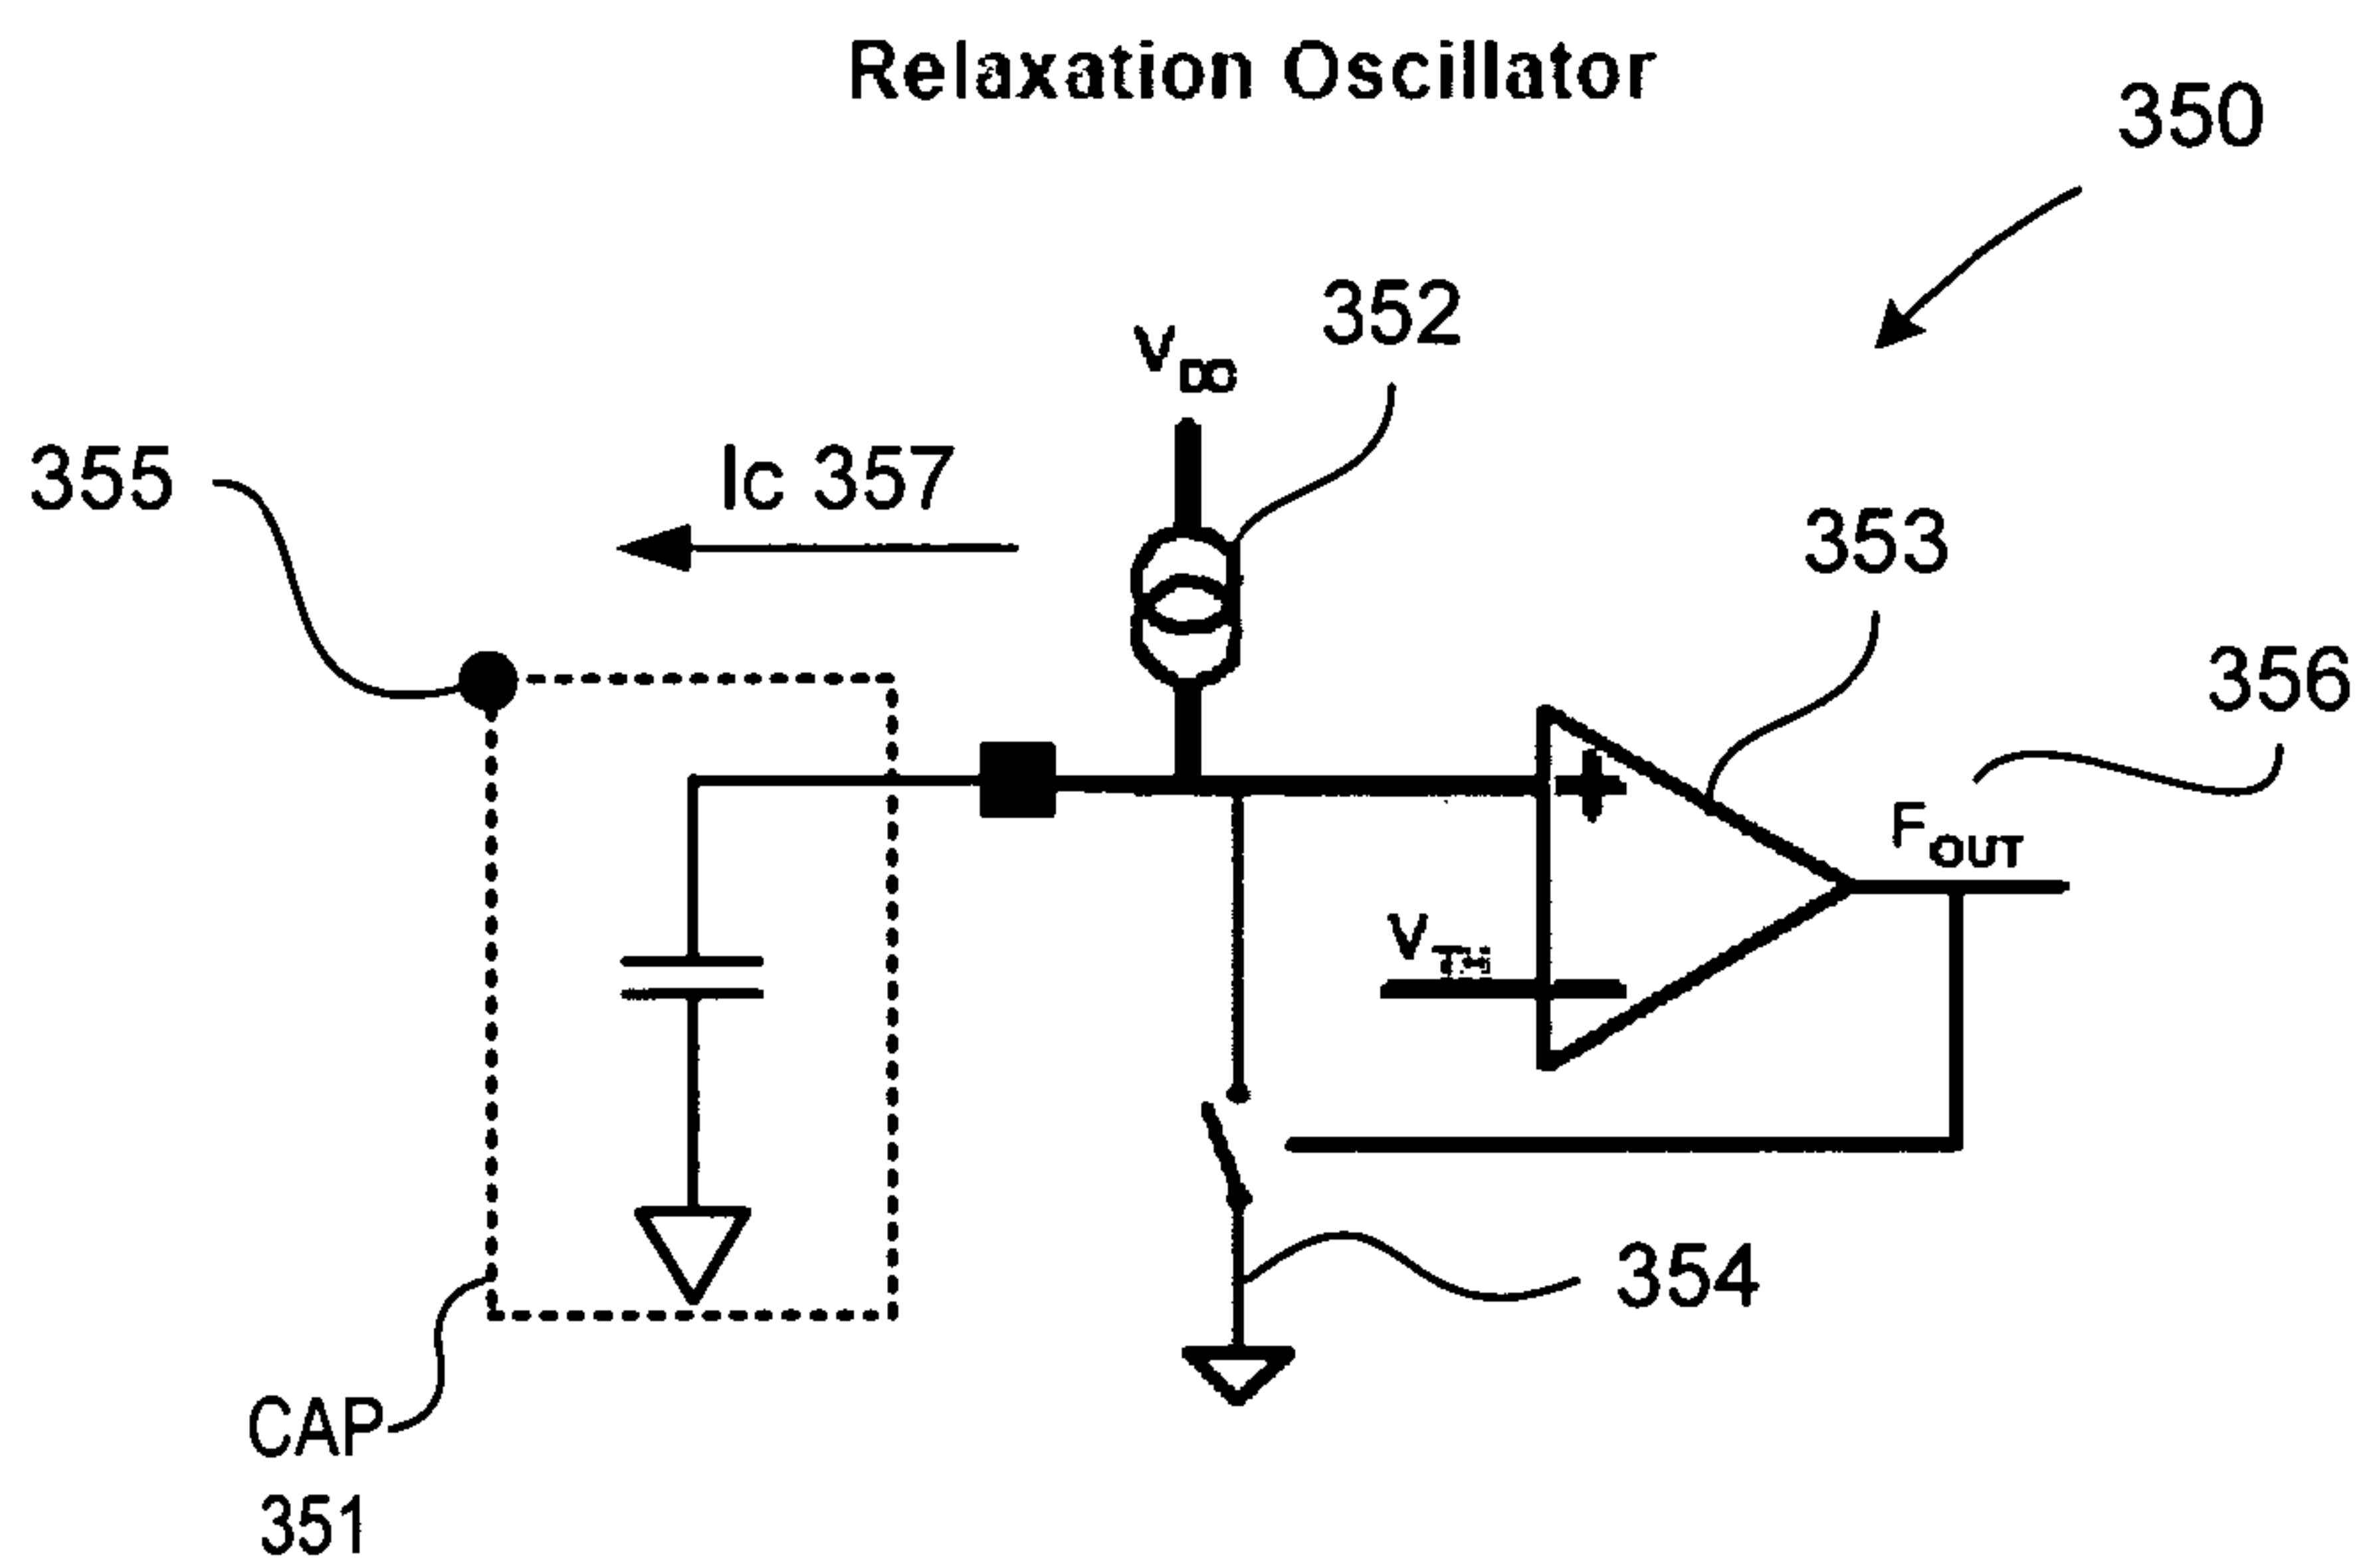 Relaxation Oscillator
350
352
VDD
355
Ic 357
353
356
+
FOUT
VTH
354
CAP
351